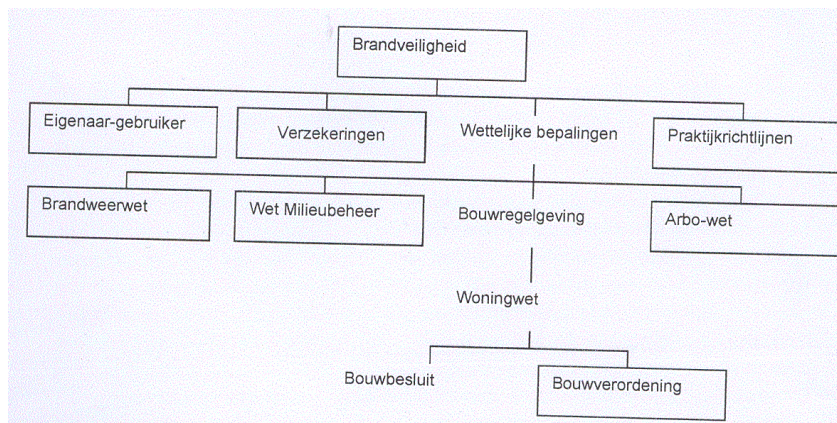 Brandveiligheid
Eigenaar-gebruiker
Verzekeringen
Wettelijke bepalingen
Praktijkrichtlijnen
Brandweerwet
Wet Milieubeheer
Bouwregelgeving
Arbo-wet
Woningwet
Bouwbesluit
Bouwverordening